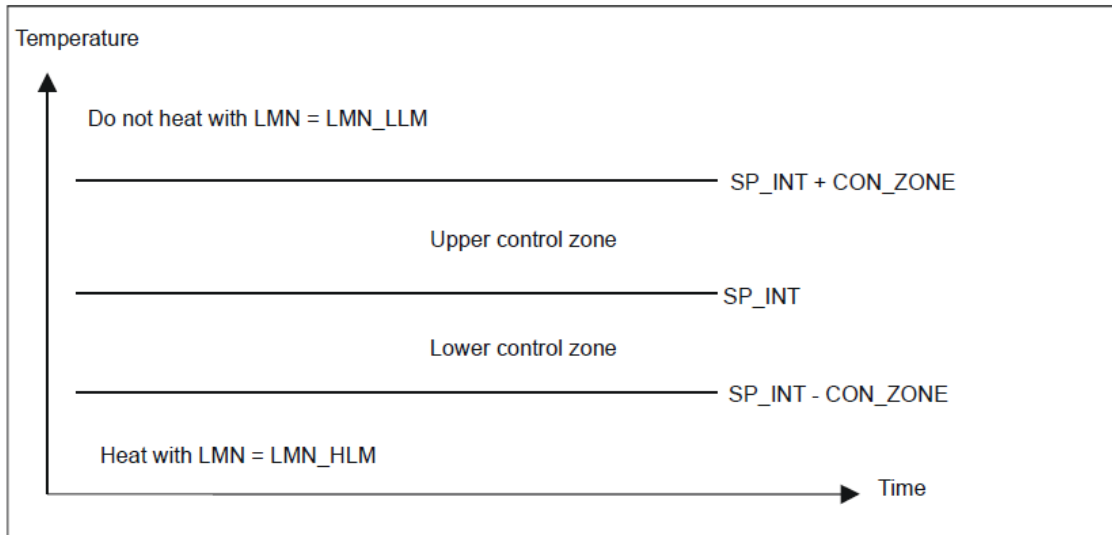 Temperature
Do not heat with LMN = LMN_LLM
SP_INT + CON_ZONE
Upper control zone
SP_INT
Lower control zone
SP_INT - CON_ZONE
Heat with LMN = LMN_HLM
Time